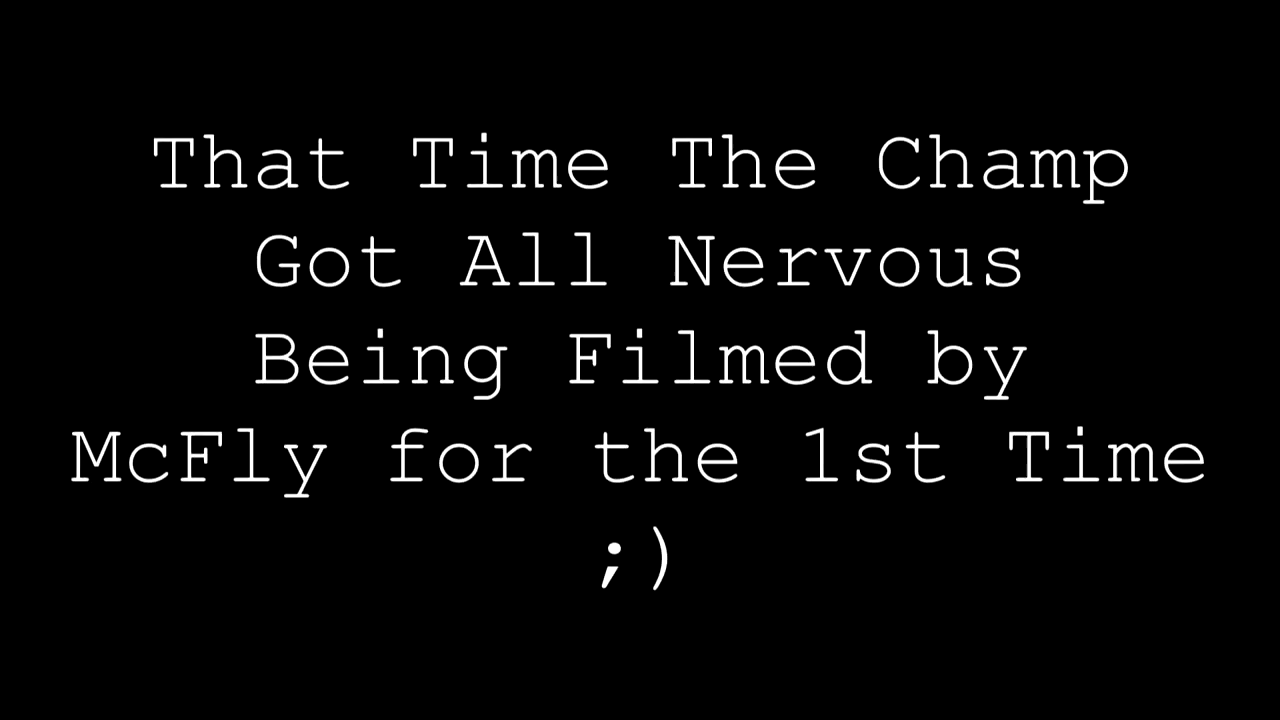 That Time The Champ
Got All Nervous
Being Filmed by
McFly for the 1st Time
;)